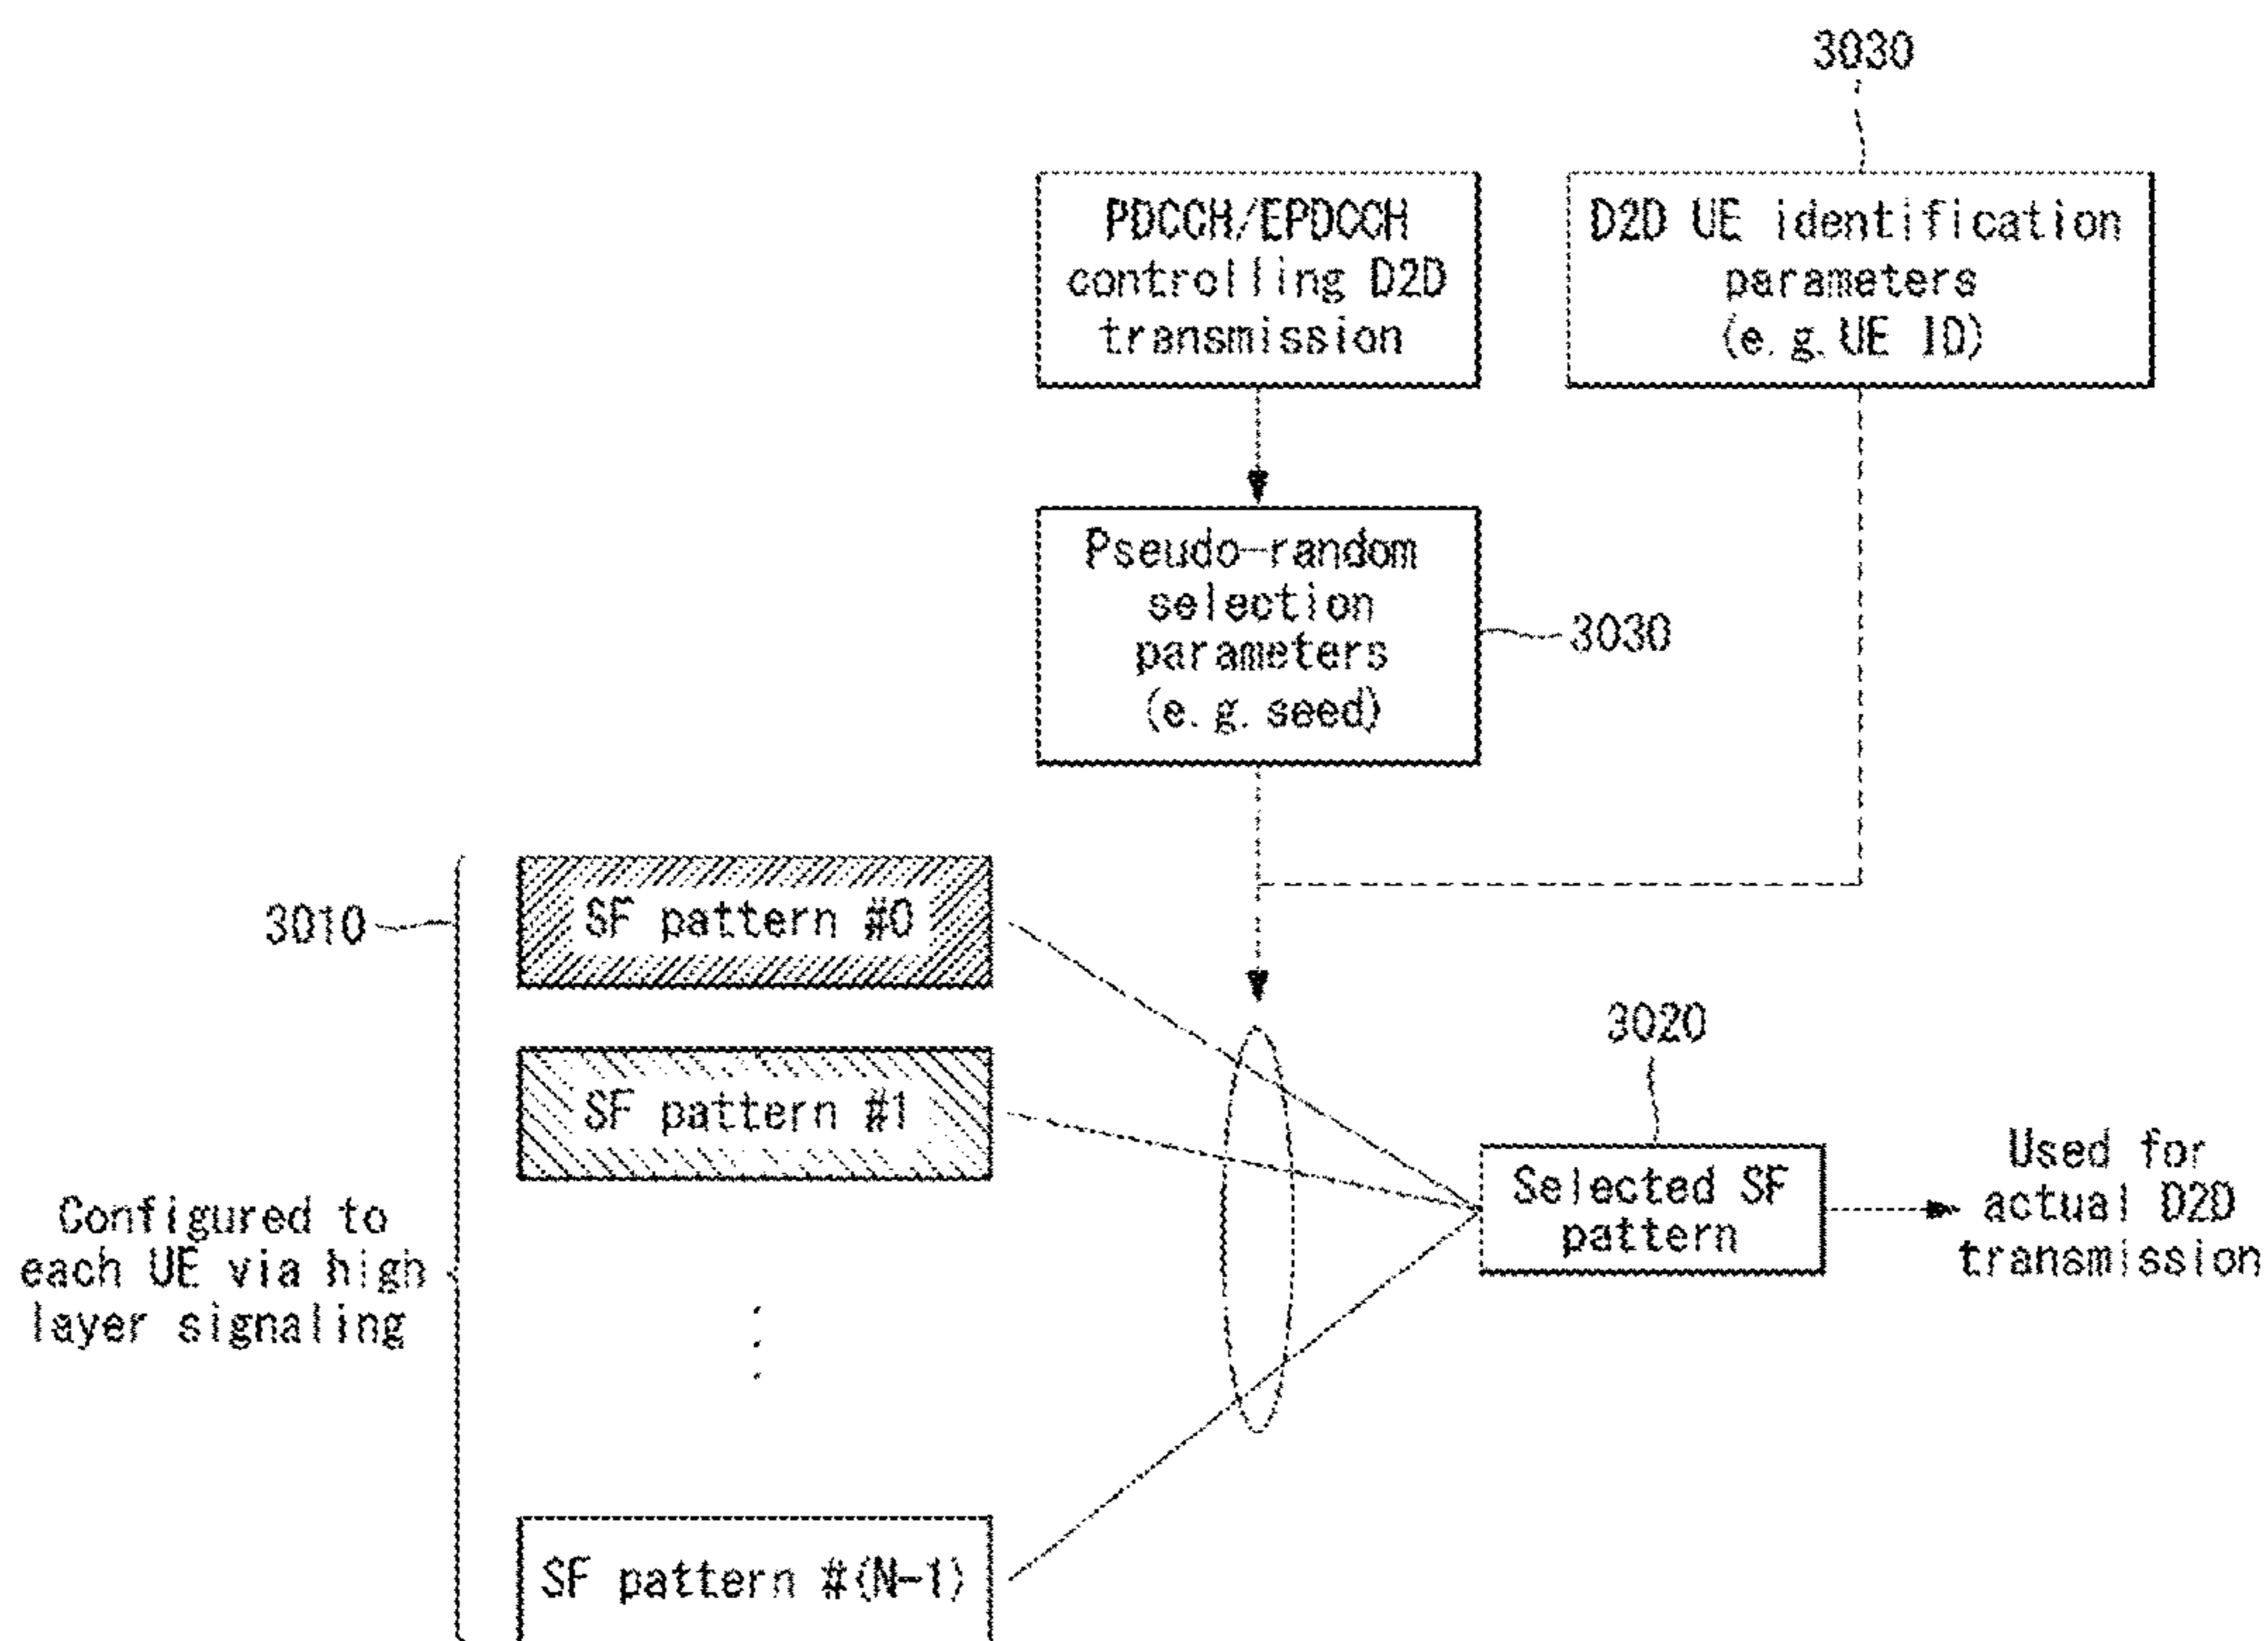 3030
PDCCH/EPDCCH
controlling D2D
transmission
D2D UE identification
parameters
(e.g. UE ID)
Pseudo-random
selection
parameters
(e.g. seed)
3030
3010
SF pattern #0
SF pattern #1
Configured to
each UE via high
layer signaling
3020
Selected SF
pattern
Used for
actual D2D
transmission
SF pattern #(N-1)